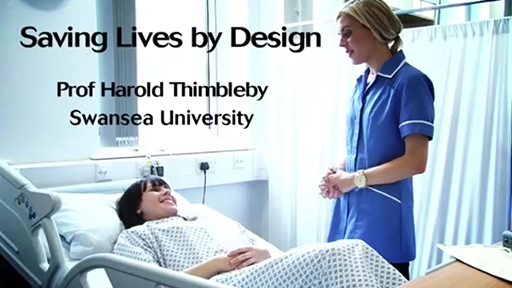 Saving Lives by Design
Prof Harold Thimbleby
Swansea University